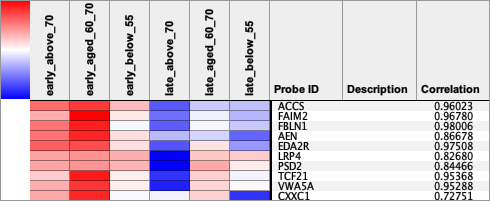 early_above_70
early_aged_60_70
early_below_55
late_above_70
late_aged_60_70
late_below_55
Probe ID Description Correlation
ACCS 0.96023
FAIM2 0.96780
FBLN1 0.98006
AEN 0.86678
EDA2R 0.97508
LRP4 0.82680
PSD2 0.84466
TCF21 0.95368
VWA5A 0.95288
CXXC1 0.72751